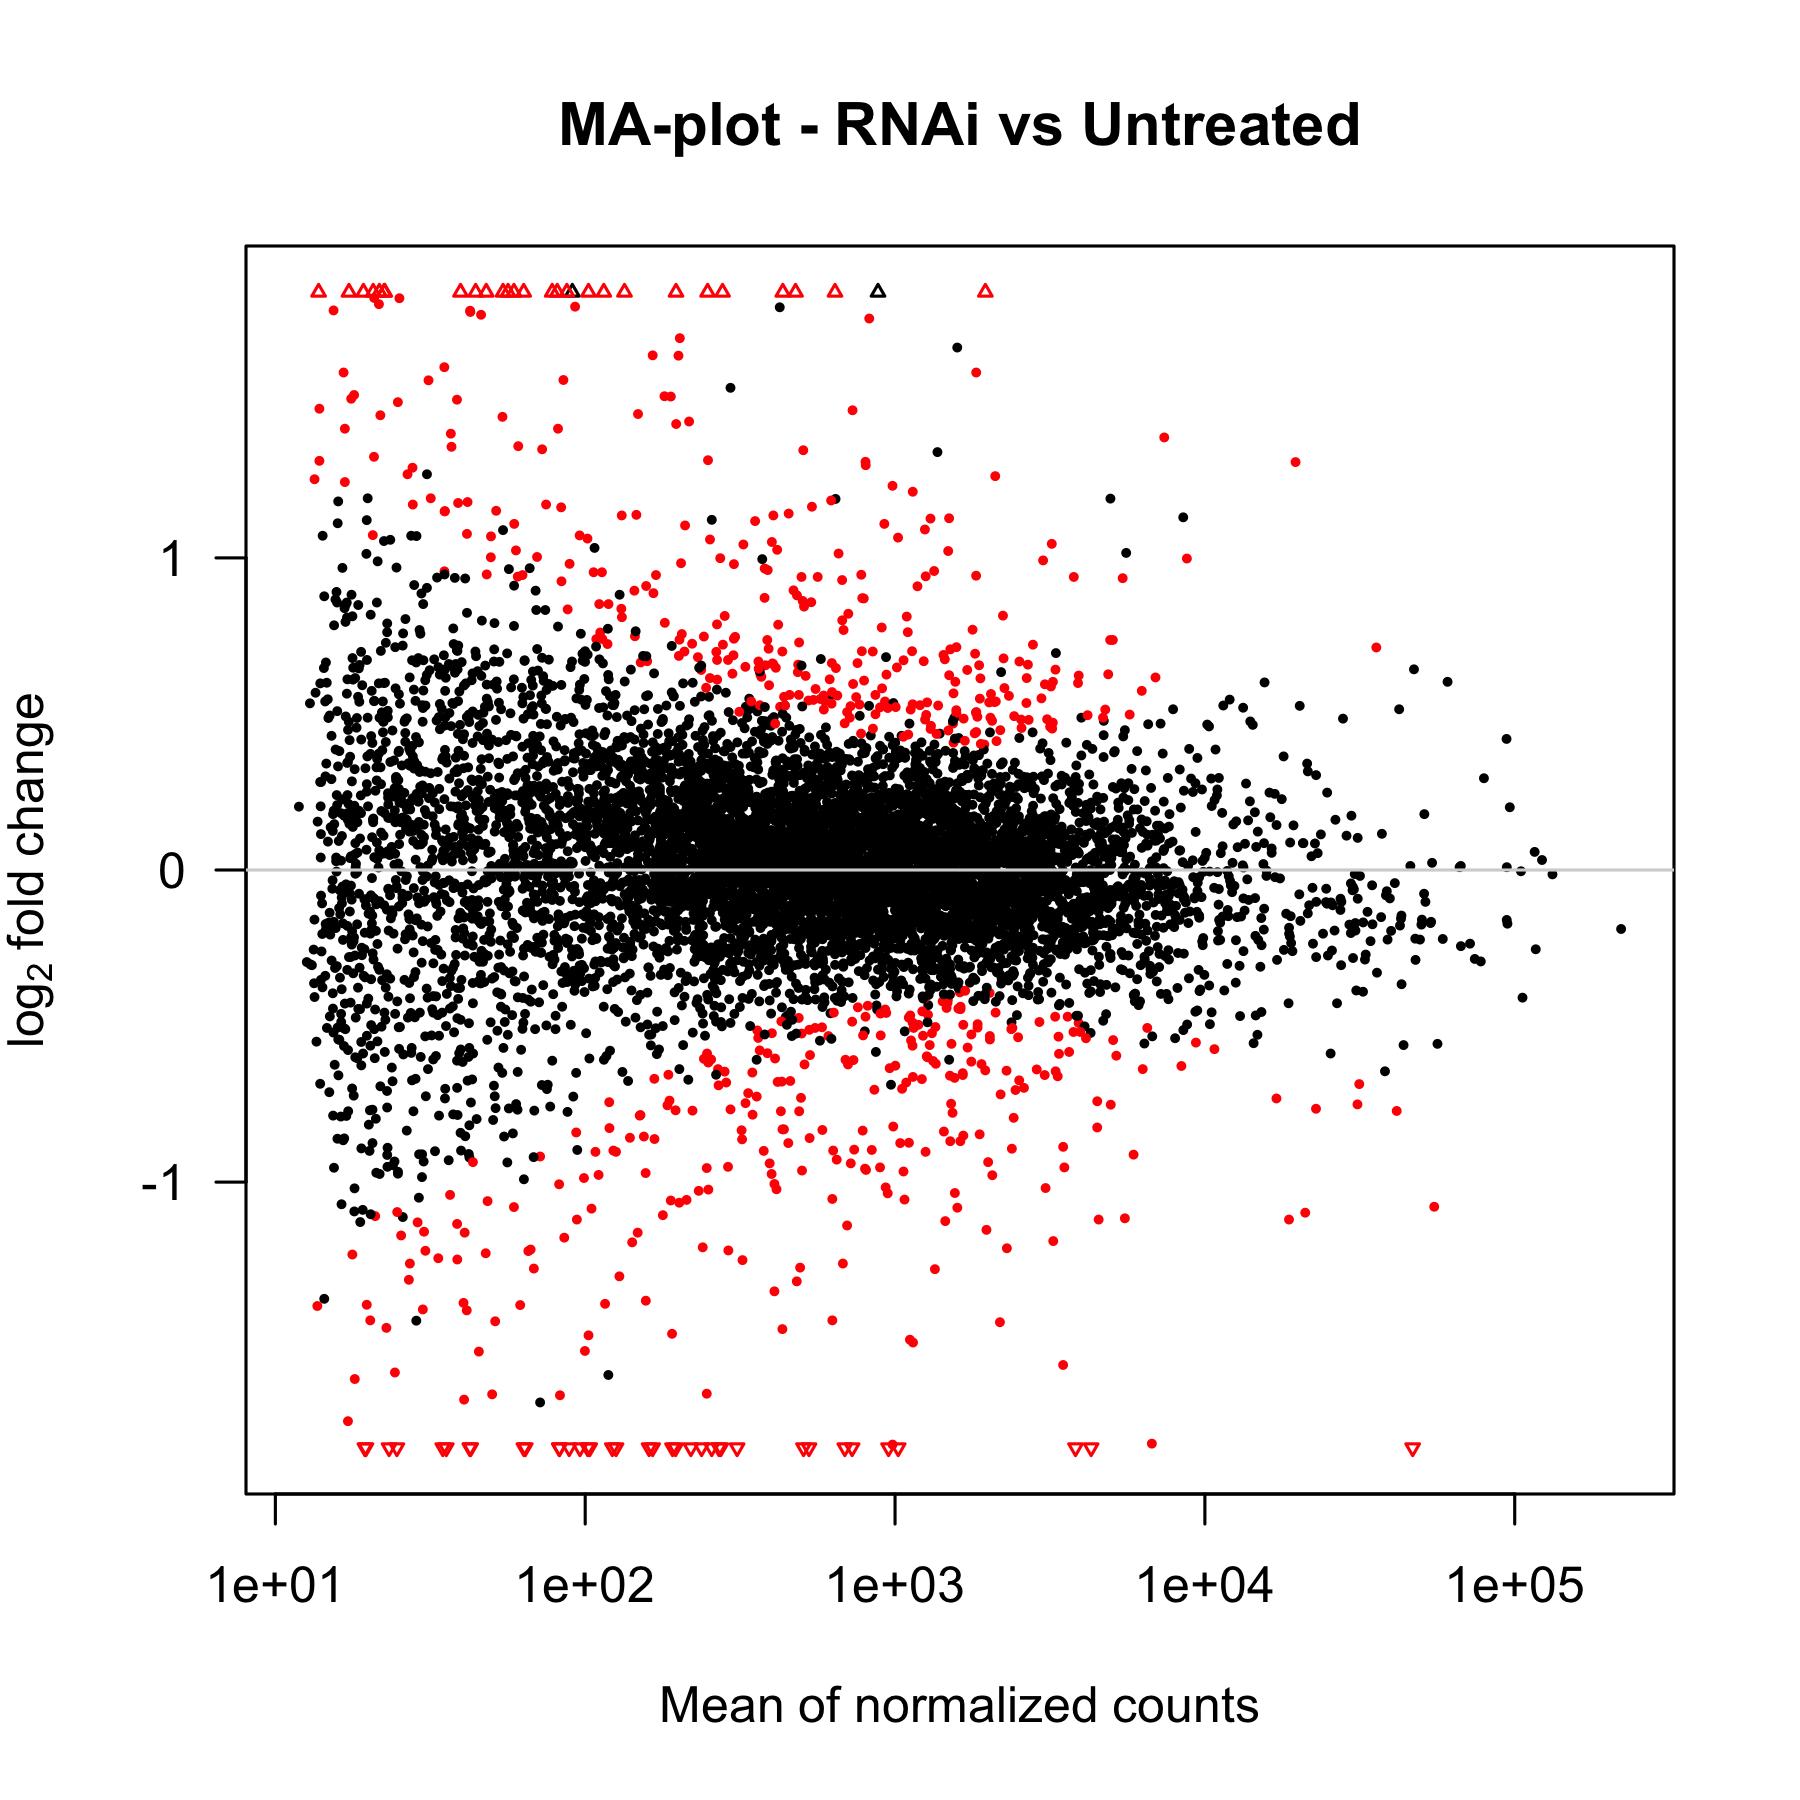 MA-plot - RNAi vs Untreated
log₂ fold change
1
0
-1
1e+01 1e+02 1e+03 1e+04 1e+05
Mean of normalized counts